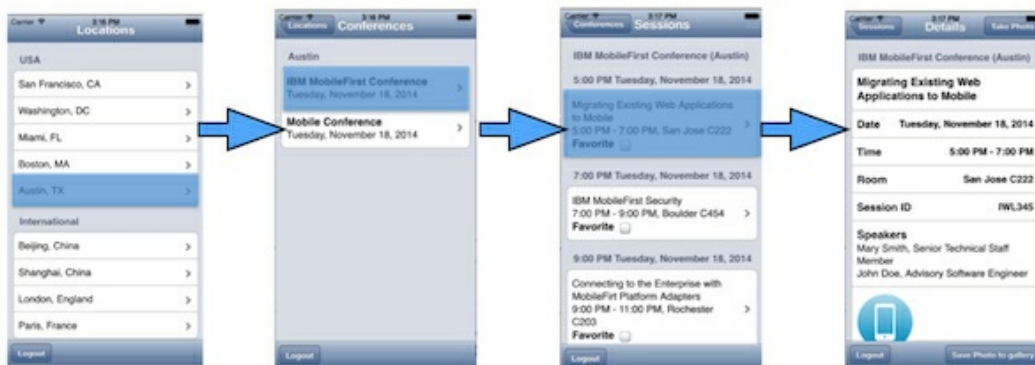 Carrier 3:16 PM
Locations
USA
San Francisco, CA
Washington, DC
Miami, FL
Boston, MA
Austin, TX
International
Beijing, China
Shanghai, China
London, England
Paris, France
Logout
Carrier 3:16 PM
Locations Conferences
Austin
IBM MobileFirst Conference
Tuesday, November 18, 2014
Mobile Conference
Tuesday, November 18, 2014
Logout
Carrier 3:17 PM
Conferences Sessions
IBM MobileFirst Conference (Austin)
5:00 PM Tuesday, November 18, 2014
Migrating Existing Web Applications
to Mobile
5:00 PM - 7:00 PM, San Jose C222
Favorite
7:00 PM Tuesday, November 18, 2014
IBM MobileFirst Security
7:00 PM - 9:00 PM, Boulder C454
Favorite
9:00 PM Tuesday, November 18, 2014
Connecting to the Enterprise with
MobileFirt Platform Adapters
9:00 PM - 11:00 PM, Rochester
C203
Favorite
Logout
Carrier 3:17 PM
Sessions Details Take Photo
IBM MobileFirst Conference (Austin)
Migrating Existing Web
Applications to Mobile
Date Tuesday, November 18, 2014
Time 5:00 PM - 7:00 PM
Room San Jose C222
Session ID IWL345
Speakers
Mary Smith, Senior Technical Staff
Member
John Doe, Advisory Software Engineer
Logout Save Photo to gallery